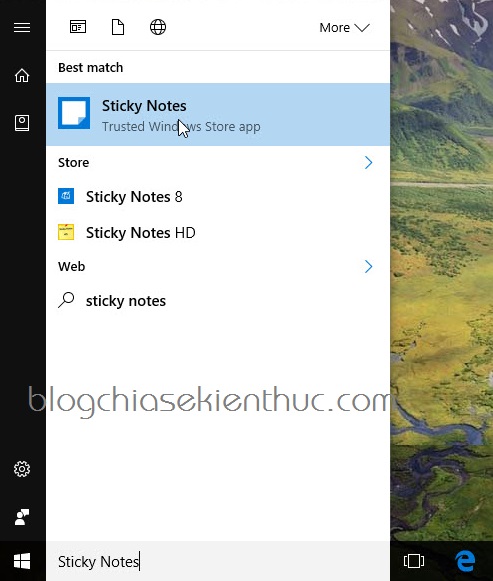 More
Best match
Sticky Notes
Trusted Windows Store app
Store
Sticky Notes 8
Sticky Notes HD
Web
sticky notes
blogchiasekienthuc.com
Sticky Notes